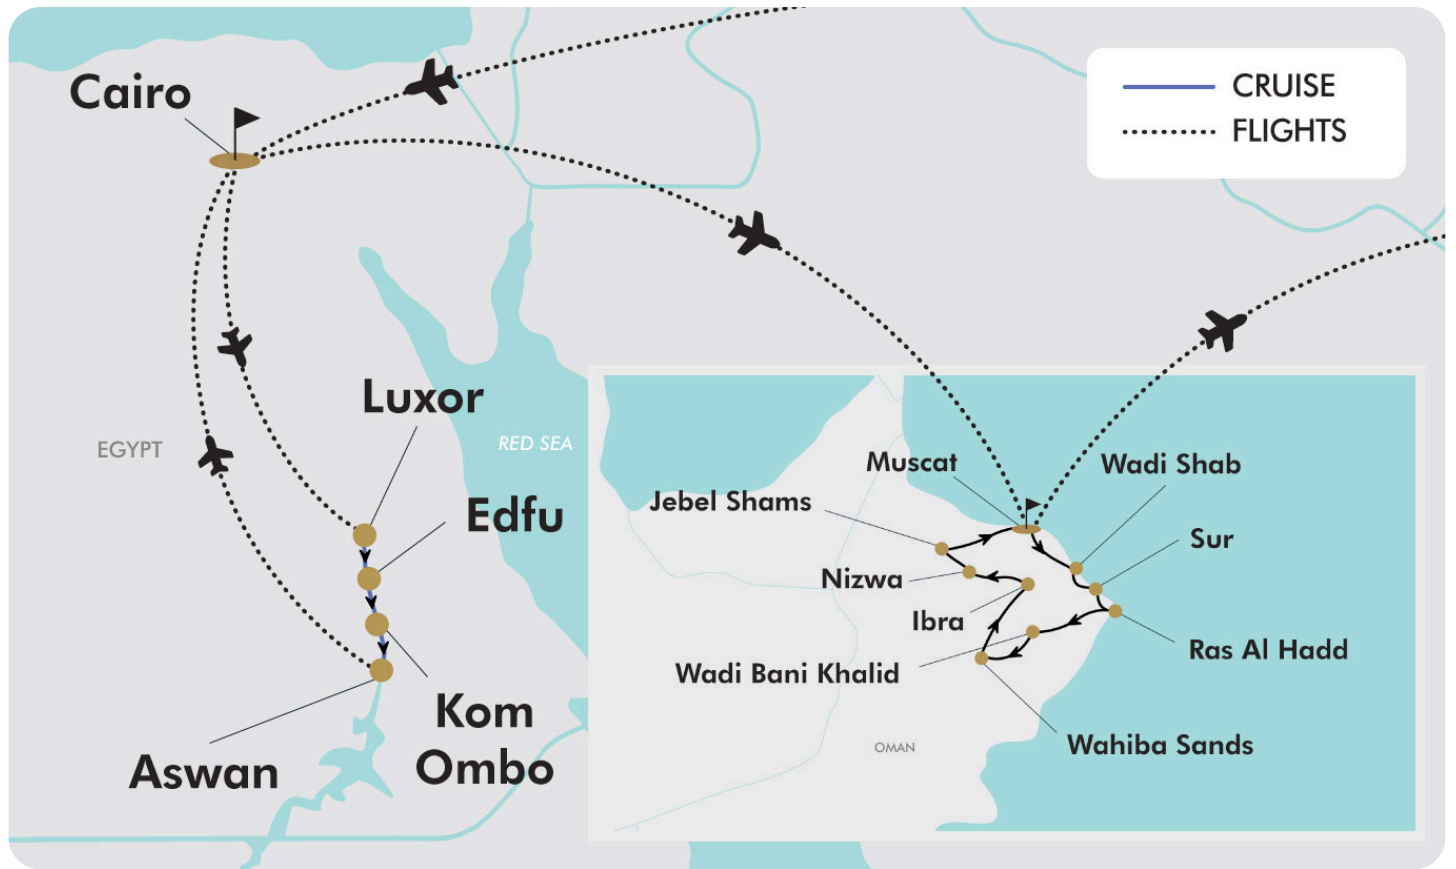 Cairo
CRUISE
FLIGHTS
Luxor
EGYPT
RED SEA
Edfu
Muscat
Wadi Shab
Jebel Shams
Sur
Nizwa
Ibra
Ras Al Hadd
Wadi Bani Khalid
Kom
Ombo
Aswan
OMAN
Wahiba Sands